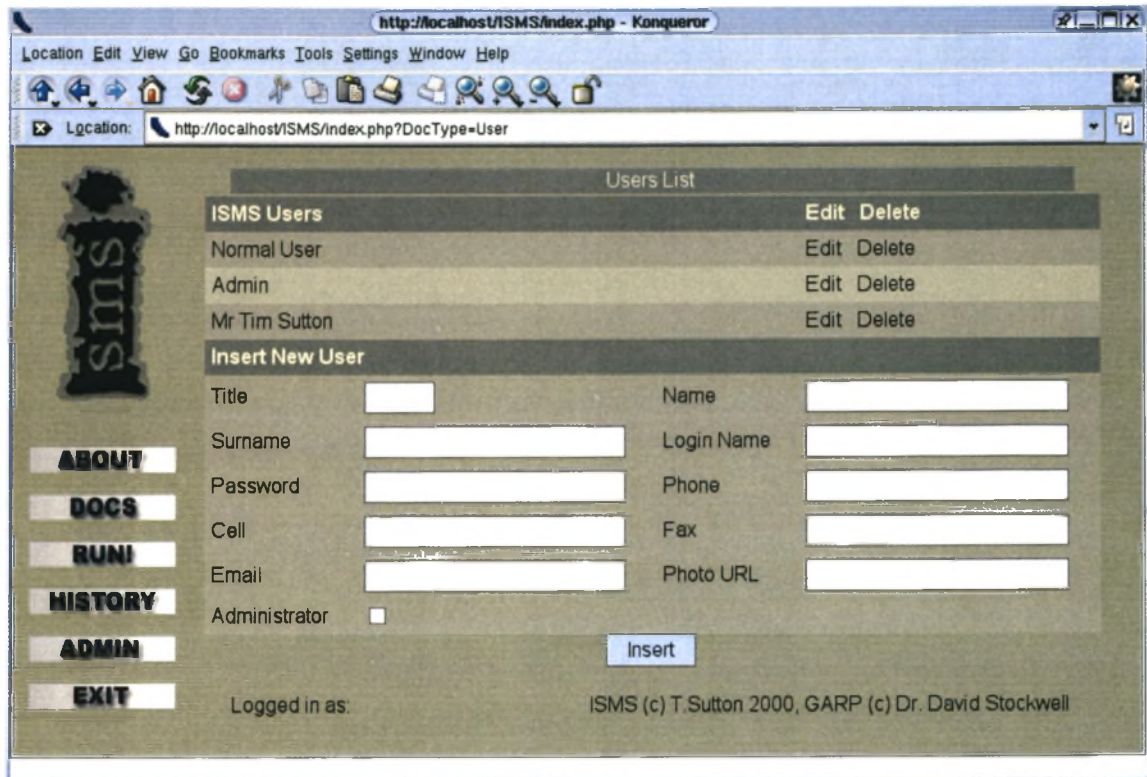 http://localhost/ISMS/index.php - Konqueror
Location Edit View Go Bookmarks Tools Settings Window Help
Location: http://localhost/ISMS/index.php?DocType=User
isms
Users List
ISMS Users Edit Delete
Normal User Edit Delete
Admin Edit Delete
Mr Tim Sutton Edit Delete
Insert New User
Title Name
Surname Login Name
Password Phone
Cell Fax
Email Photo URL
Administrator
Insert
ABOUT
DOCS
RUN!
HISTORY
ADMIN
EXIT
Logged in as: ISMS (c) T.Sutton 2000, GARP (c) Dr. David Stockwell